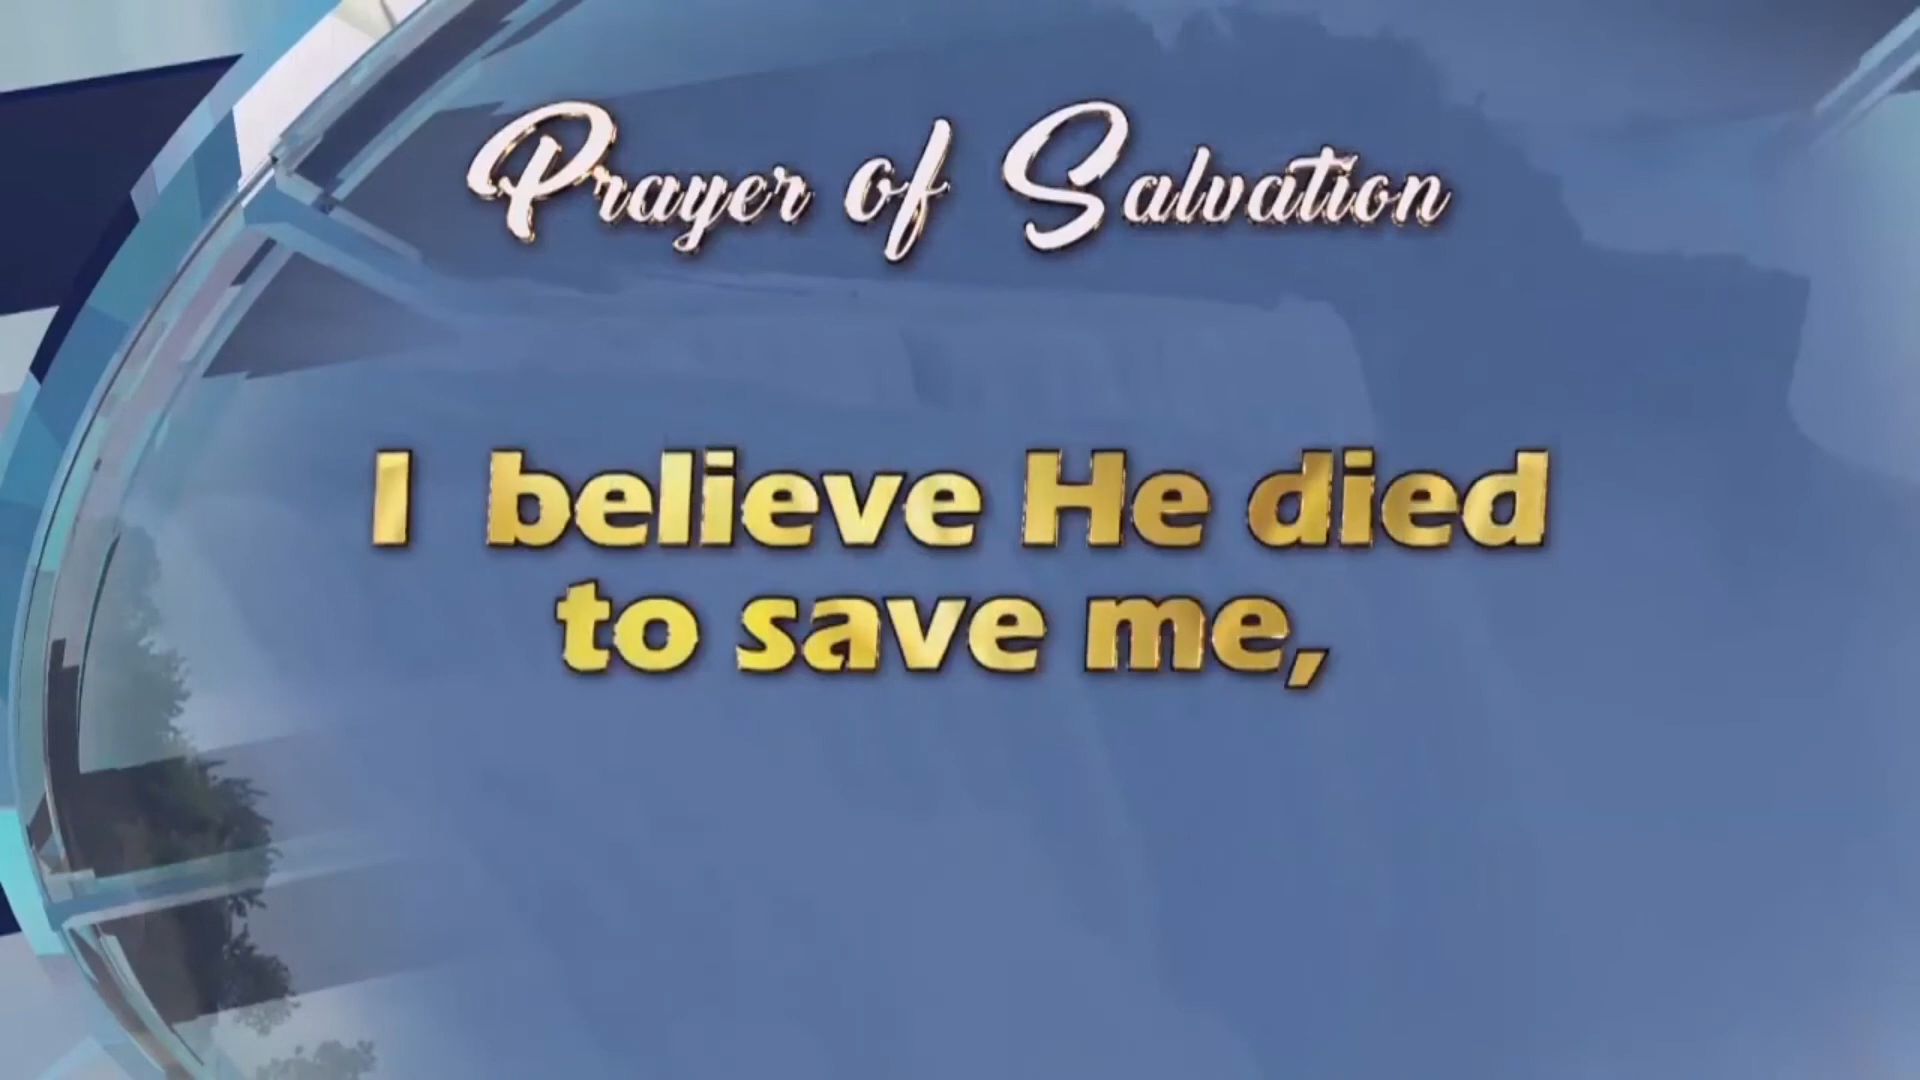 Prayer of Salvation
I believe He died
to save me,